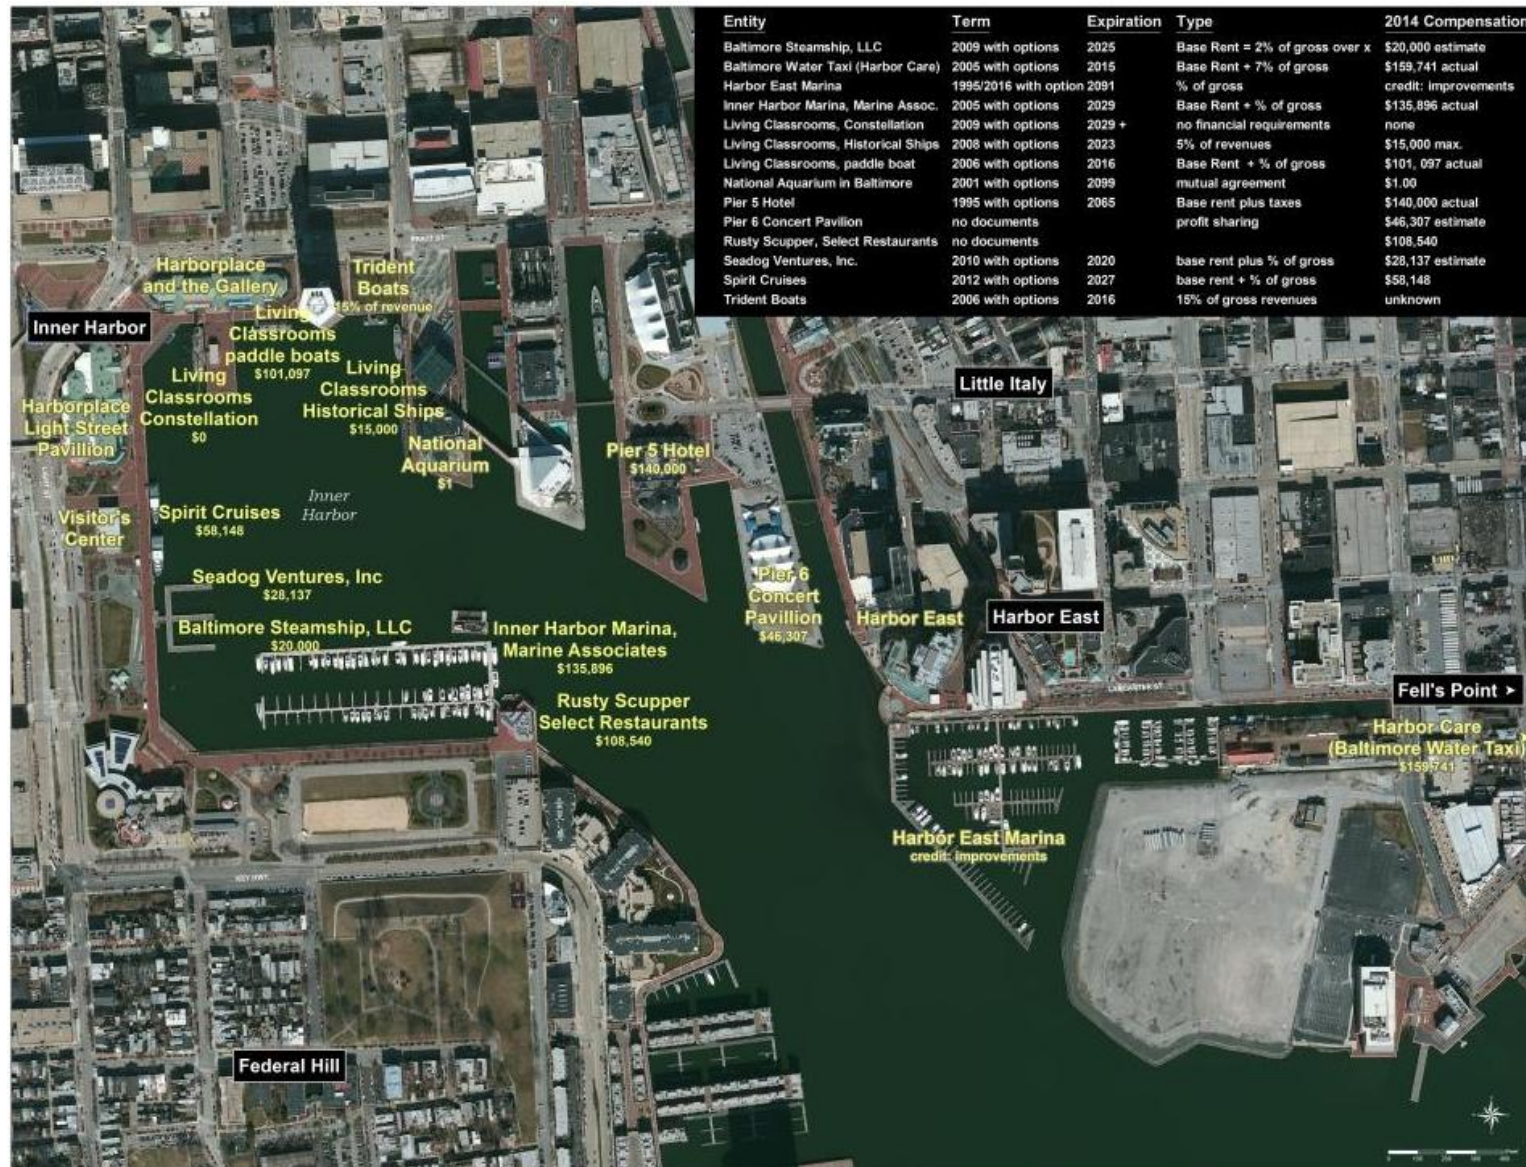 Entity Term Expiration Type 2014 Compensation
Baltimore Steamship, LLC 2009 with options 2025 Base Rent = 2% of gross over x $20,000 estimate
Baltimore Water Taxi (Harbor Care) 2005 with options 2015 Base Rent + 7% of gross $159,741 actual
Harbor East Marina 1995/2016 with option 2091 % of gross credit: improvements
Inner Harbor Marina, Marine Assoc. 2005 with options 2029 Base Rent + % of gross $135,896 actual
Living Classrooms, Constellation 2009 with options 2029 + no financial requirements none
Living Classrooms, Historical Ships 2008 with options 2023 5% of revenues $15,000 max.
Living Classrooms, paddle boat 2006 with options 2016 Base Rent + % of gross $101, 097 actual
National Aquarium in Baltimore 2001 with options 2099 mutual agreement $1.00
Pier 5 Hotel 1995 with options 2065 Base rent plus taxes $140,000 actual
Pier 6 Concert Pavilion no documents profit sharing $46,307 estimate
Rusty Scupper, Select Restaurants no documents $108,540
Seadog Ventures, Inc. 2010 with options 2020 base rent plus % of gross $28,137 estimate
Spirit Cruises 2012 with options 2027 base rent + % of gross $58,148
Trident Boats 2006 with options 2016 15% of gross revenues unknown
PRATT ST
Harborplace
and the Gallery
Trident
Boats
15% of revenue
Inner Harbor
Living
Classrooms
paddle boats
$101,097
Living
Classrooms
Constellation
$0
Living
Classrooms
Historical Ships
$15,000
Harborplace
Light Street
Pavillion
LIGHT ST
National
Aquarium
$1
Pier 5 Hotel
$140,000
Little Italy
Inner
Harbor
Spirit Cruises
$58,148
Visitor's
Center
Seadog Ventures, Inc
$28,137
Baltimore Steamship, LLC
$20,000
Inner Harbor Marina,
Marine Associates
$135,896
Rusty Scupper
Select Restaurants
$108,540
Pier 6
Concert
Pavillion
$46,307
Harbor East
Harbor East
LANCASTER ST
Fell's Point ➤
Harbor Care
(Baltimore Water Taxi)
$159,741
Harbor East Marina
credit: improvements
KEY HWY
Federal Hill